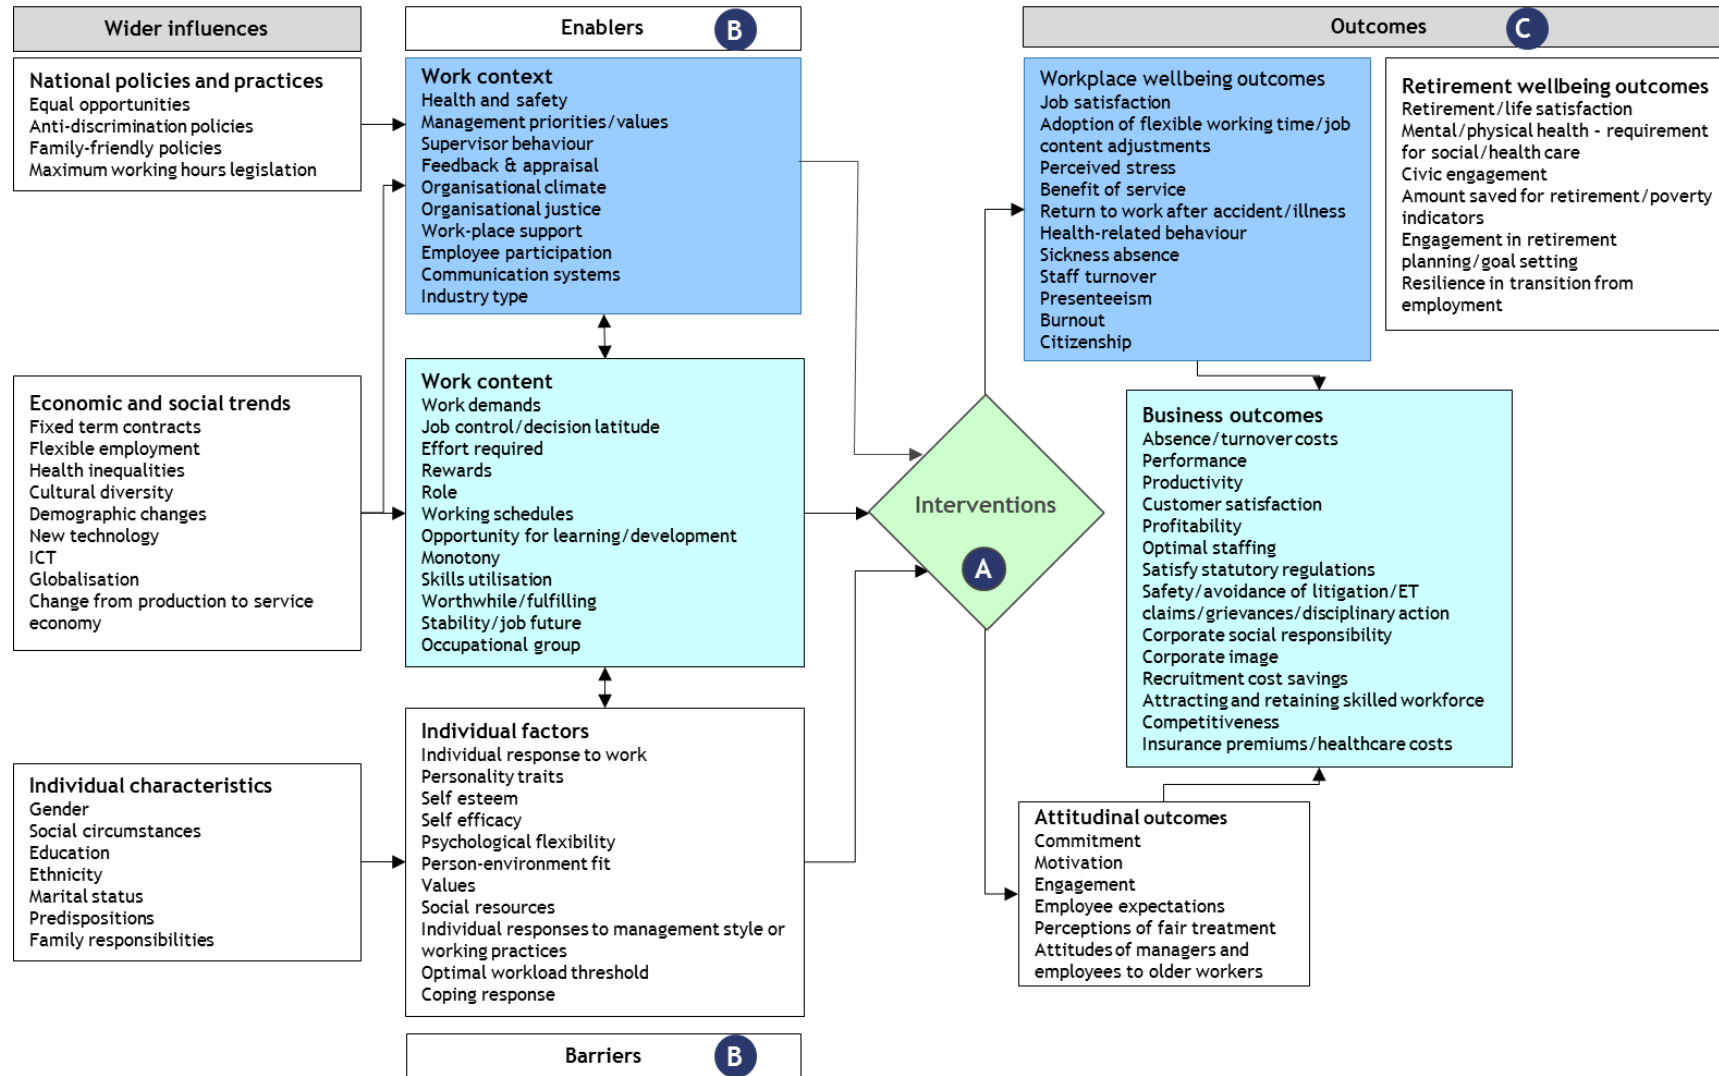 Wider influences
National policies and practices
Equal opportunities
Anti-discrimination policies
Family-friendly policies
Maximum working hours legislation
Economic and social trends
Fixed term contracts
Flexible employment
Health inequalities
Cultural diversity
Demographic changes
New technology
ICT
Globalisation
Change from production to service
economy
Individual characteristics
Gender
Social circumstances
Education
Ethnicity
Marital status
Predispositions
Family responsibilities
Enablers B
Work context
Health and safety
Management priorities/values
Supervisor behaviour
Feedback & appraisal
Organisational climate
Organisational justice
Work-place support
Employee participation
Communication systems
Industry type
Work content
Work demands
Job control/decision latitude
Effort required
Rewards
Role
Working schedules
Opportunity for learning/development
Monotony
Skills utilisation
Worthwhile/fulfilling
Stability/job future
Occupational group
Individual factors
Individual response to work
Personality traits
Self esteem
Self efficacy
Psychological flexibility
Person-environment fit
Values
Social resources
Individual responses to management style or
working practices
Optimal workload threshold
Coping response
Barriers B
Interventions
A
Outcomes C
Workplace wellbeing outcomes
Job satisfaction
Adoption of flexible working time/job
content adjustments
Perceived stress
Benefit of service
Return to work after accident/illness
Health-related behaviour
Sickness absence
Staff turnover
Presenteeism
Burnout
Citizenship
Retirement wellbeing outcomes
Retirement/life satisfaction
Mental/physical health - requirement
for social/health care
Civic engagement
Amount saved for retirement/poverty
indicators
Engagement in retirement
planning/goal setting
Resilience in transition from
employment
Business outcomes
Absence/turnover costs
Performance
Productivity
Customer satisfaction
Profitability
Optimal staffing
Satisfy statutory regulations
Safety/avoidance of litigation/ET
claims/grievances/disciplinary action
Corporate social responsibility
Corporate image
Recruitment cost savings
Attracting and retaining skilled workforce
Competitiveness
Insurance premiums/healthcare costs
Attitudinal outcomes
Commitment
Motivation
Engagement
Employee expectations
Perceptions of fair treatment
Attitudes of managers and
employees to older workers